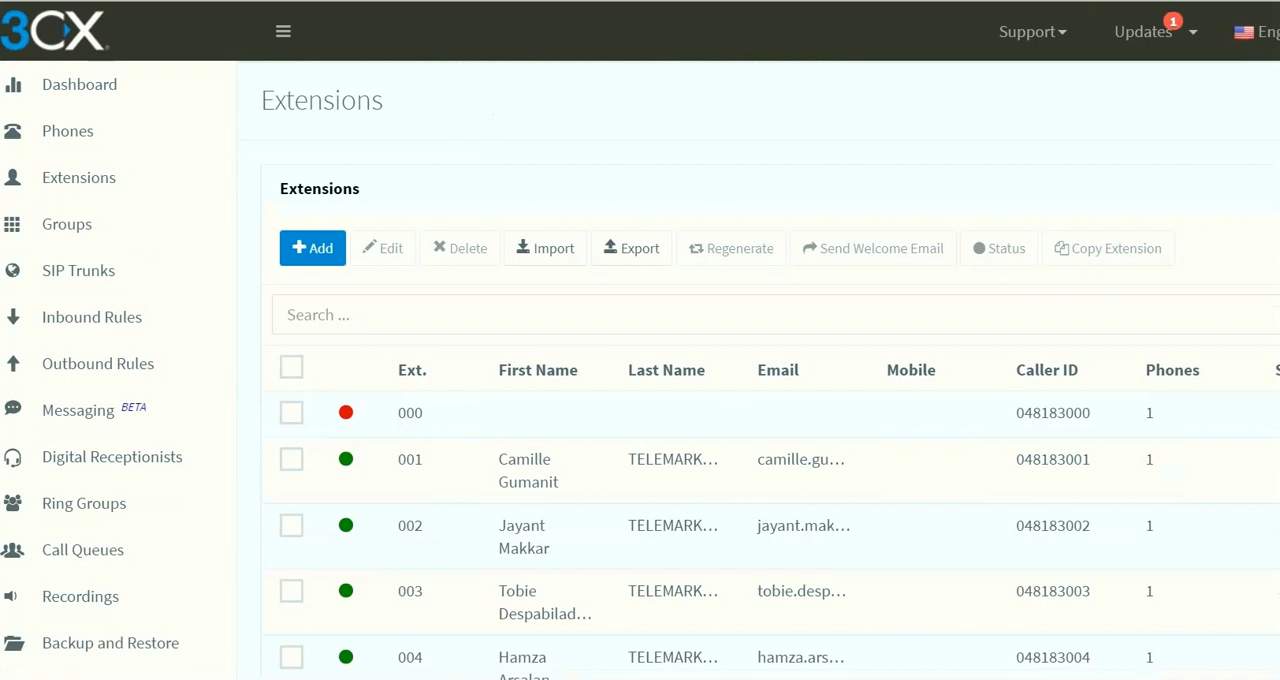 3CX
Support
Updates 1
Eng
Dashboard
Phones
Extensions
Groups
SIP Trunks
Inbound Rules
Outbound Rules
Messaging BETA
Digital Receptionists
Ring Groups
Call Queues
Recordings
Backup and Restore
Extensions
Extensions
Add Edit Delete Import Export Regenerate Send Welcome Email Status Copy Extension
Search ...
Ext. First Name Last Name Email Mobile Caller ID Phones S
000 048183000 1
001 Camille Gumanit TELEMARK... camille.gu... 048183001 1
002 Jayant Makkar TELEMARK... jayant.mak... 048183002 1
003 Tobie Despabilad... TELEMARK... tobie.desp... 048183003 1
004 Hamza Arsalan TELEMARK... hamza.ars... 048183004 1